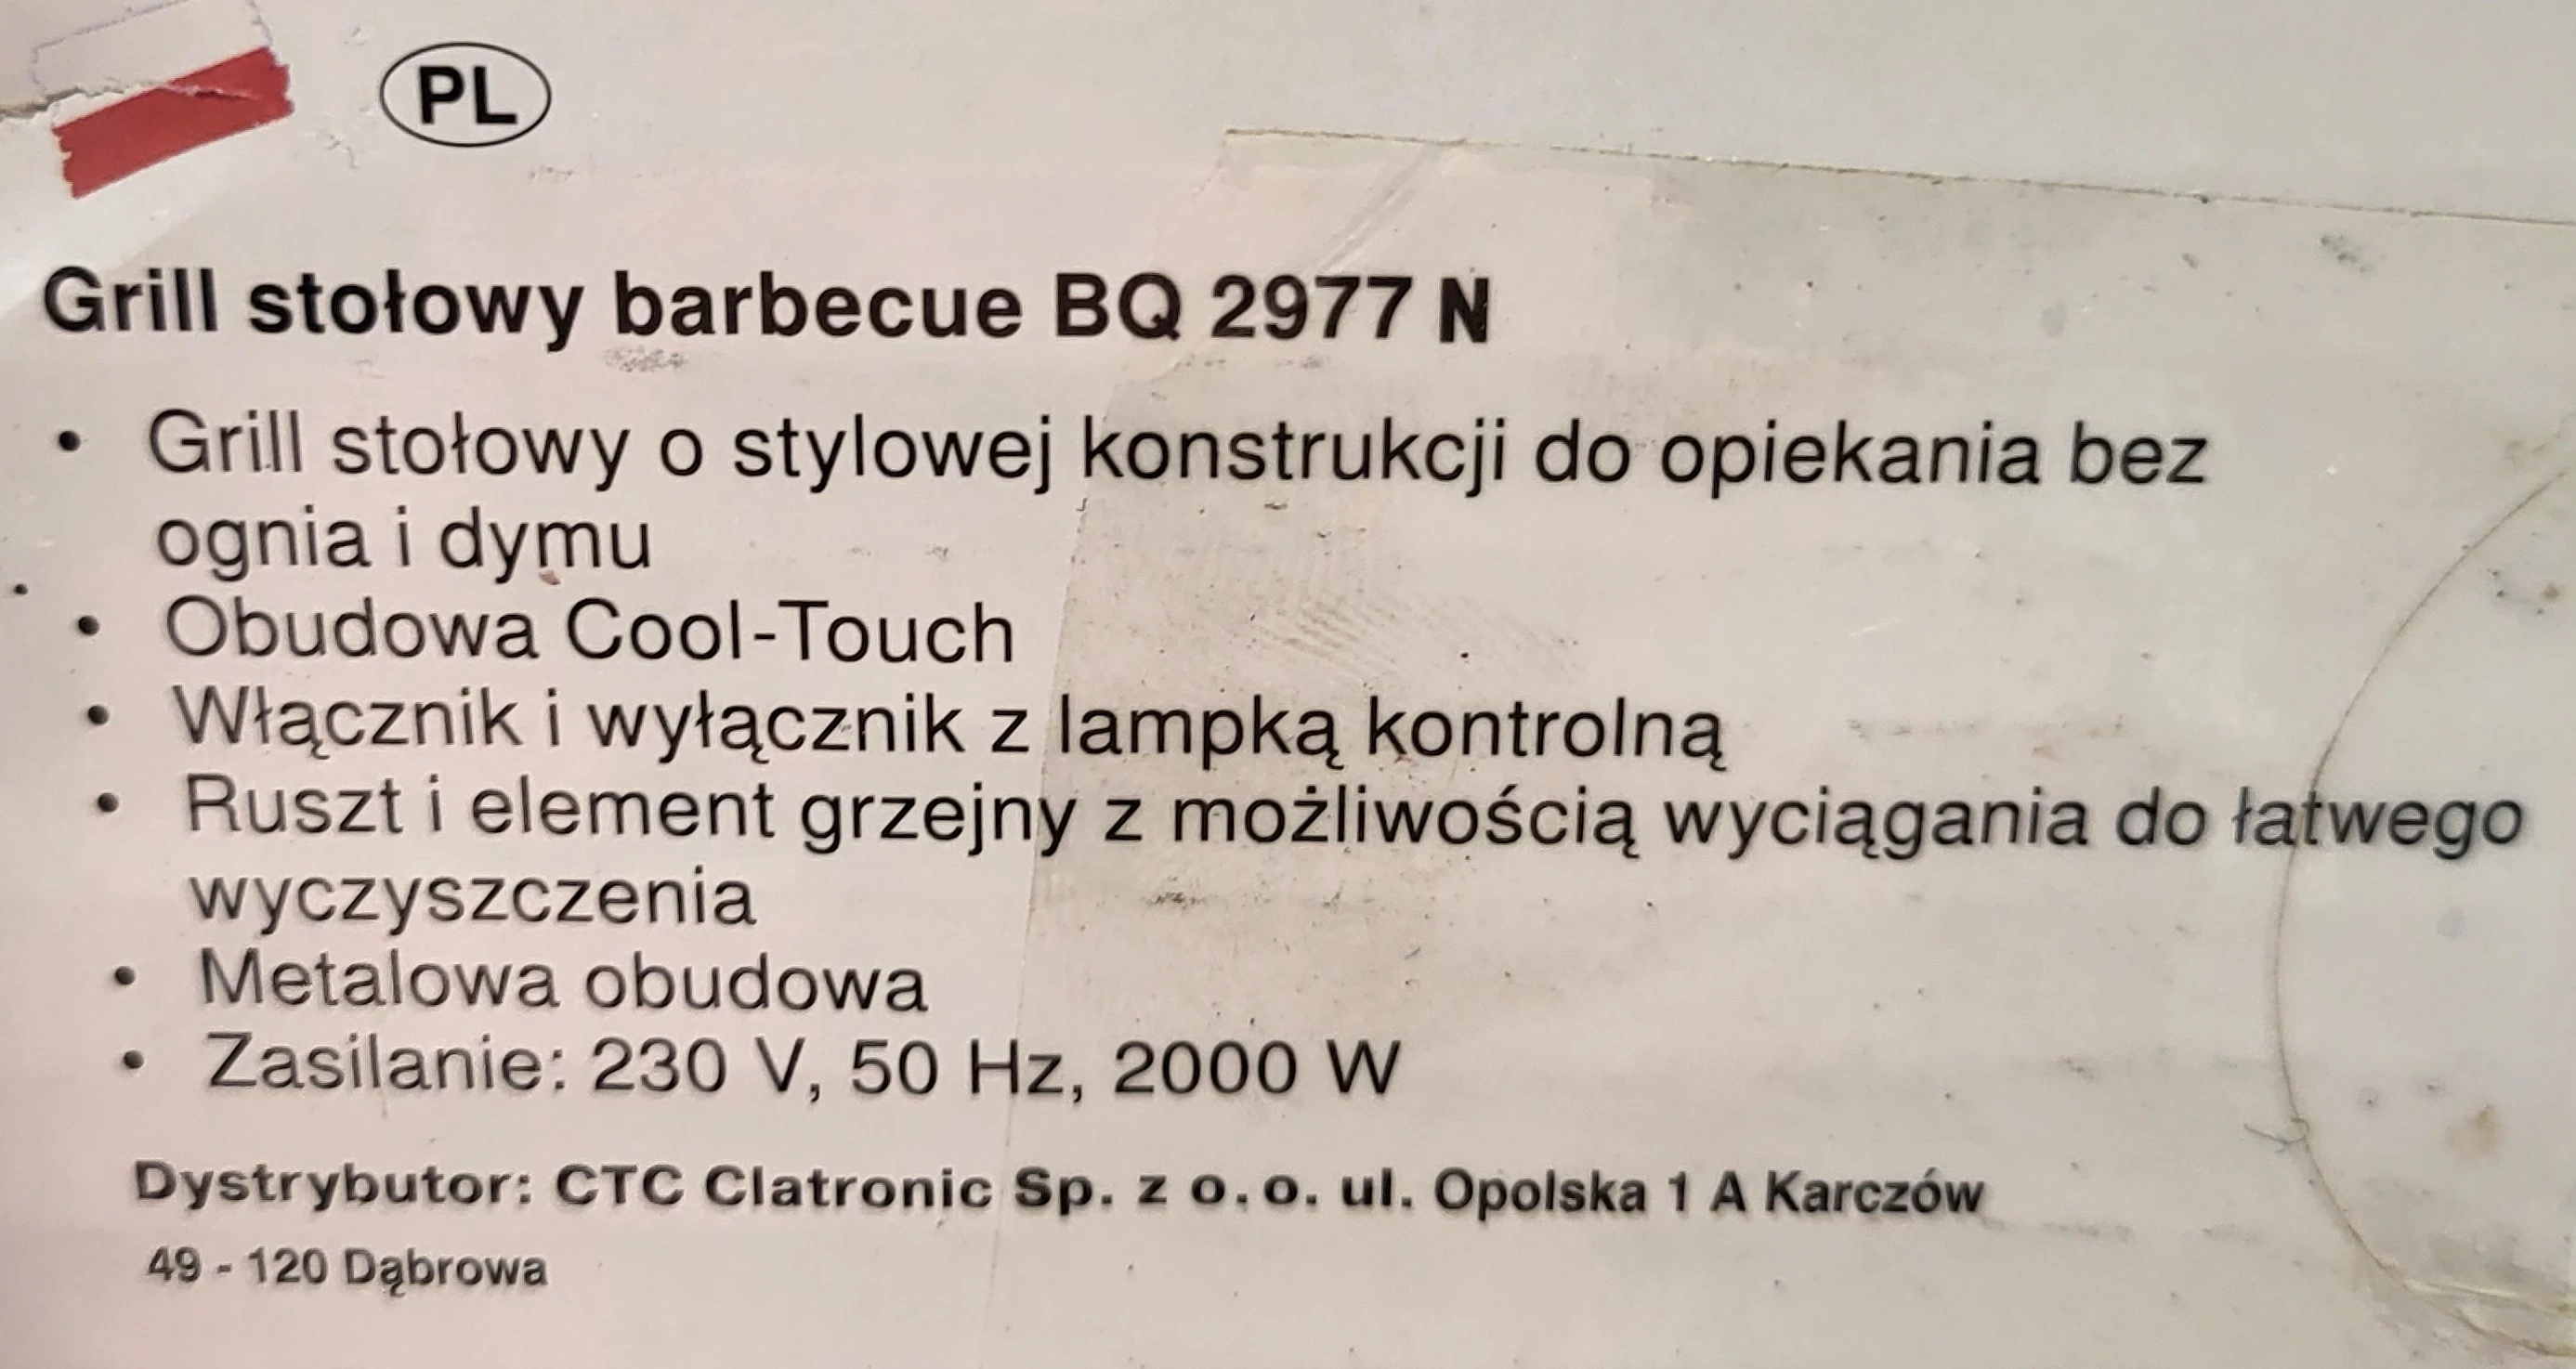 PL
Grill stołowy barbecue BQ 2977 N
• Grill stołowy o stylowej konstrukcji do opiekania bez
ognia i dymu
• Obudowa Cool-Touch
• Włącznik i wyłącznik z lampką kontrolną
• Ruszt i element grzejny z możliwością wyciągania do łatwego
wyczyszczenia
• Metalowa obudowa
• Zasilanie: 230 V, 50 Hz, 2000 W
Dystrybutor: CTC Clatronic Sp. z o.o. ul. Opolska 1 A Karczów
49 - 120 Dąbrowa